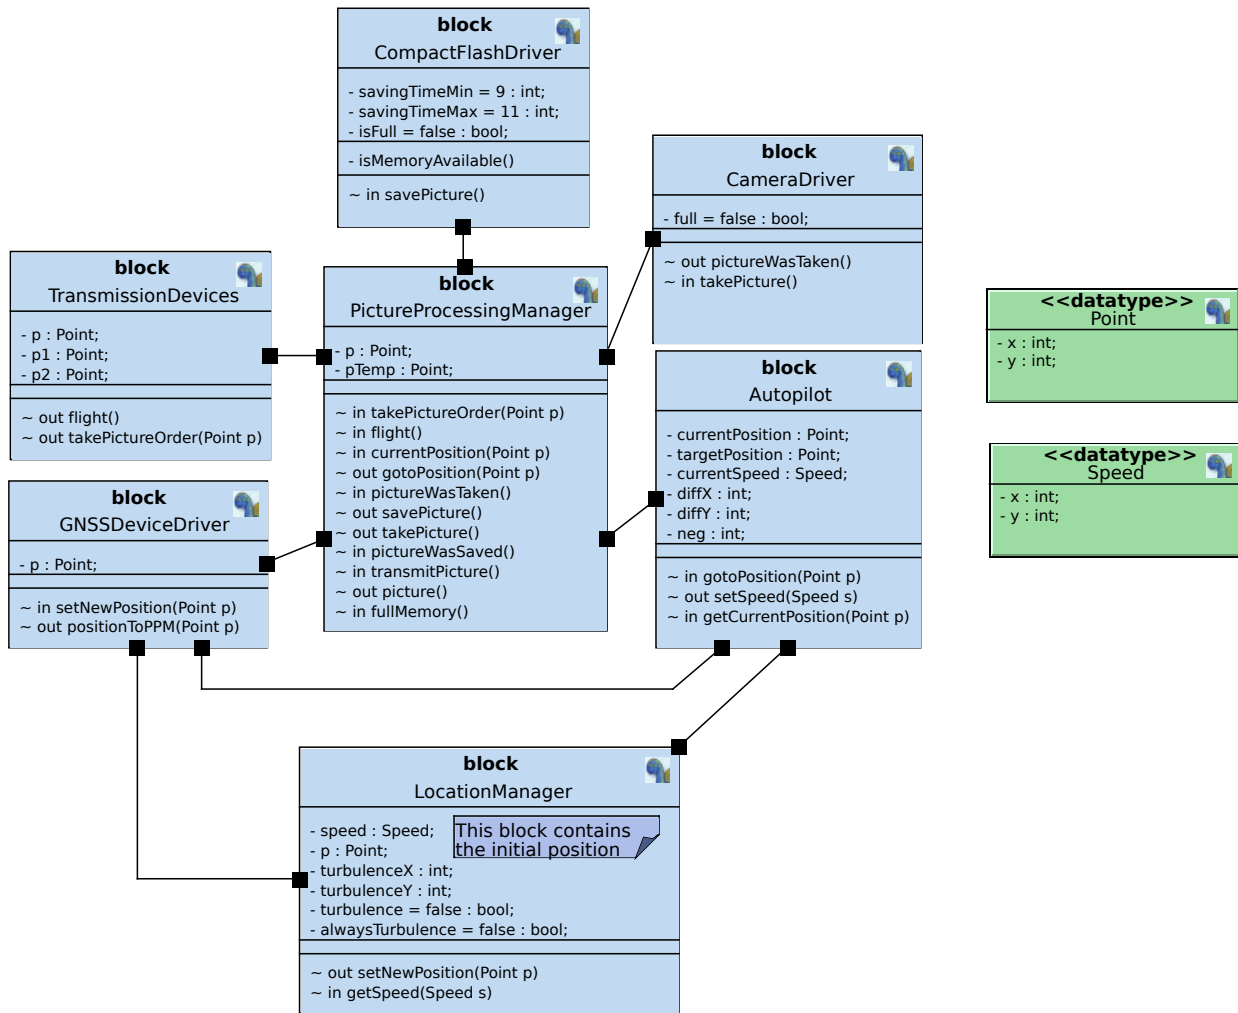 block
CompactFlashDriver
- savingTimeMin = 9 : int;
- savingTimeMax = 11 : int;
- isFull = false : bool;
- isMemoryAvailable()
~ in savePicture()
block
CameraDriver
- full = false : bool;
~ out pictureWasTaken()
~ in takePicture()
block
TransmissionDevices
- p : Point;
- p1 : Point;
- p2 : Point;
~ out flight()
~ out takePictureOrder(Point p)
block
PictureProcessingManager
- p : Point;
- pTemp : Point;
~ in takePictureOrder(Point p)
~ in flight()
~ in currentPosition(Point p)
~ out gotoPosition(Point p)
~ in pictureWasTaken()
~ out savePicture()
~ out takePicture()
~ in pictureWasSaved()
~ in transmitPicture()
~ out picture()
~ in fullMemory()
block
Autopilot
- currentPosition : Point;
- targetPosition : Point;
- currentSpeed : Speed;
- diffX : int;
- diffY : int;
- neg : int;
~ in gotoPosition(Point p)
~ out setSpeed(Speed s)
~ in getCurrentPosition(Point p)
<<datatype>>
Point
- x : int;
- y : int;
<<datatype>>
Speed
- x : int;
- y : int;
block
GNSSDeviceDriver
- p : Point;
~ in setNewPosition(Point p)
~ out positionToPPM(Point p)
block
LocationManager
- speed : Speed;
- p : Point;
- turbulenceX : int;
- turbulenceY : int;
- turbulence = false : bool;
- alwaysTurbulence = false : bool;
This block contains
the initial position
~ out setNewPosition(Point p)
~ in getSpeed(Speed s)